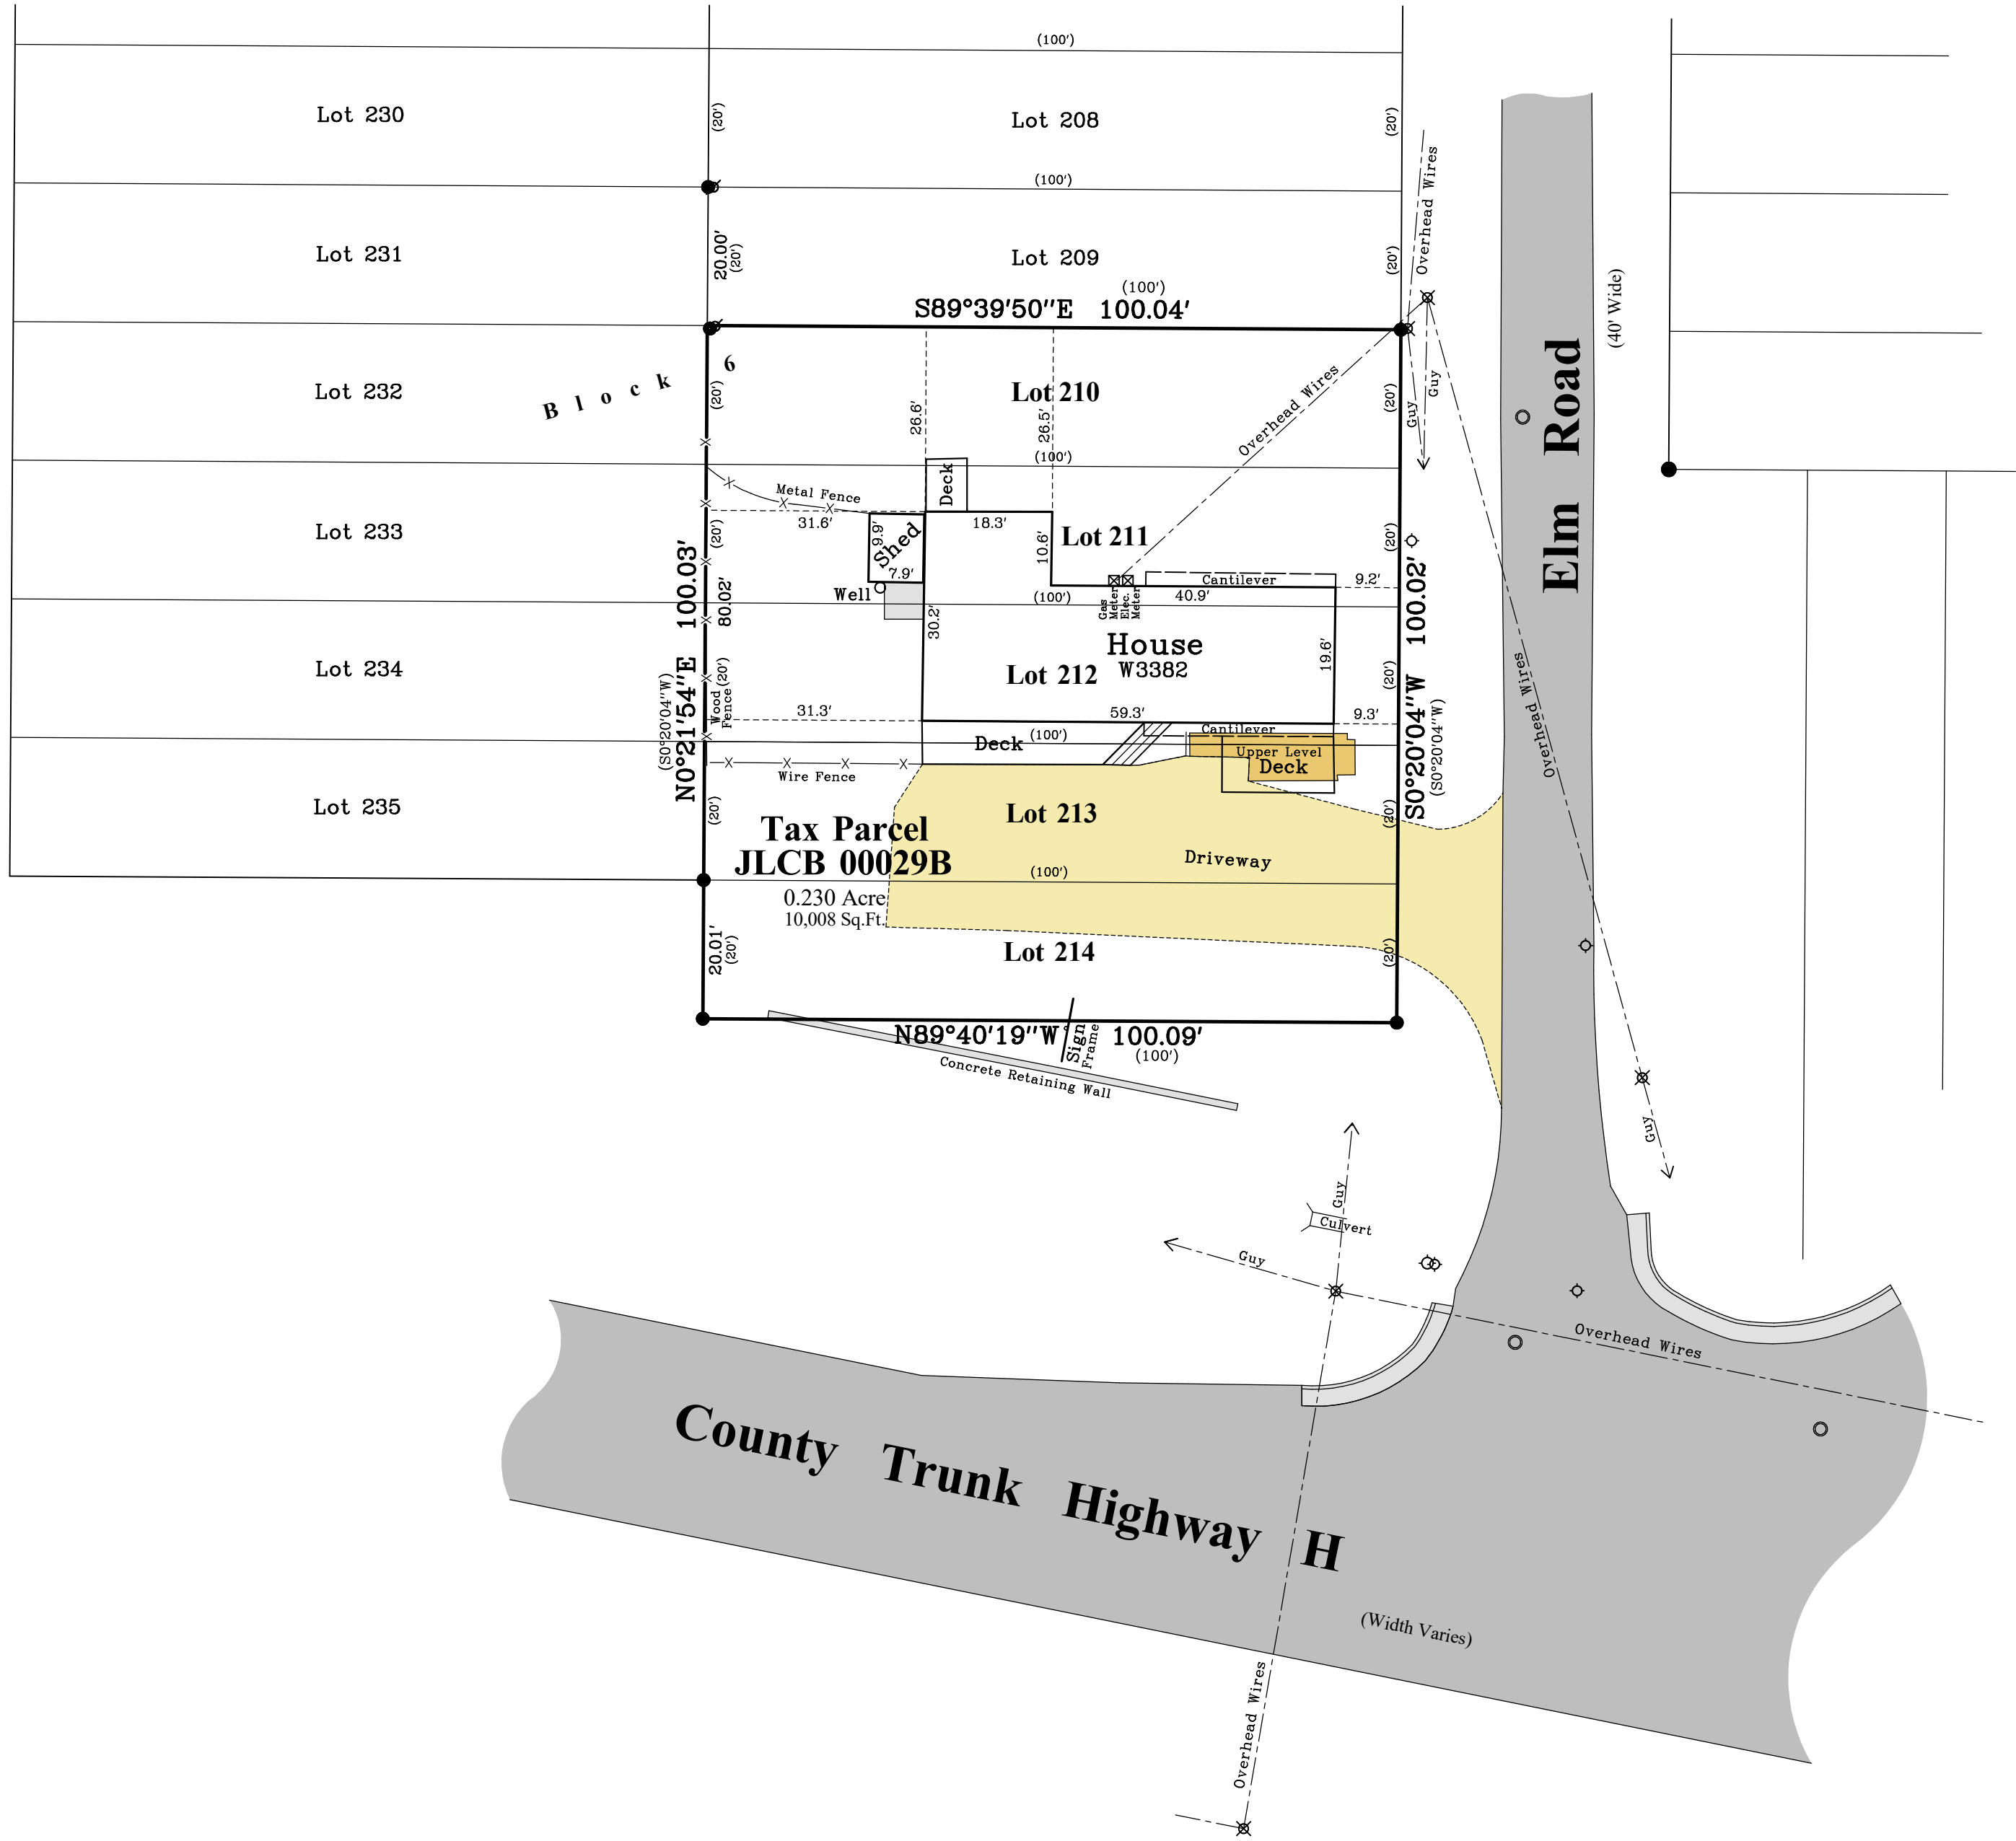 (100')
Lot 230
(20')
Lot 208
(20')
(100')
Lot 231
20.00'
(20')
Lot 209
(20')
Overhead Wires
(100')
S89°39'50"E 100.04'
(40' Wide)
Elm Road
Block 6
Lot 232
(20')
26.6'
Lot 210
26.5'
(100')
Overhead Wires
(20')
Guy
Guy
Metal Fence
Deck
31.6'
9.9'
Shed
7.9'
18.3'
10.6'
Lot 211
Lot 233
(20')
(20')
Well
Cantilever
9.2'
(100')
Gas Meter
Elec. Meter
40.9'
N0°21'54"E 100.03'
(S0°20'04"W)
80.02'
30.2'
House
W3382
19.6'
S0°20'04"W 100.02'
(S0°20'04"W)
Lot 234
(20')
Lot 212
(20')
Wood Fence
31.3'
59.3'
9.3'
Overhead Wires
Overhead Wires
Deck
(100')
Cantilever
Upper Level
Deck
Wire Fence
Lot 235
(20')
Lot 213
(20')
Tax Parcel
JLCB 00029B
Driveway
(100')
0.230 Acre
10,008 Sq.Ft.
20.01'
(20')
Lot 214
(20')
N89°40'19"W 100.09'
(100')
Sign
Frame
Concrete Retaining Wall
Guy
Guy
Culvert
Guy
Overhead Wires
County Trunk Highway H
(Width Varies)
Overhead Wires